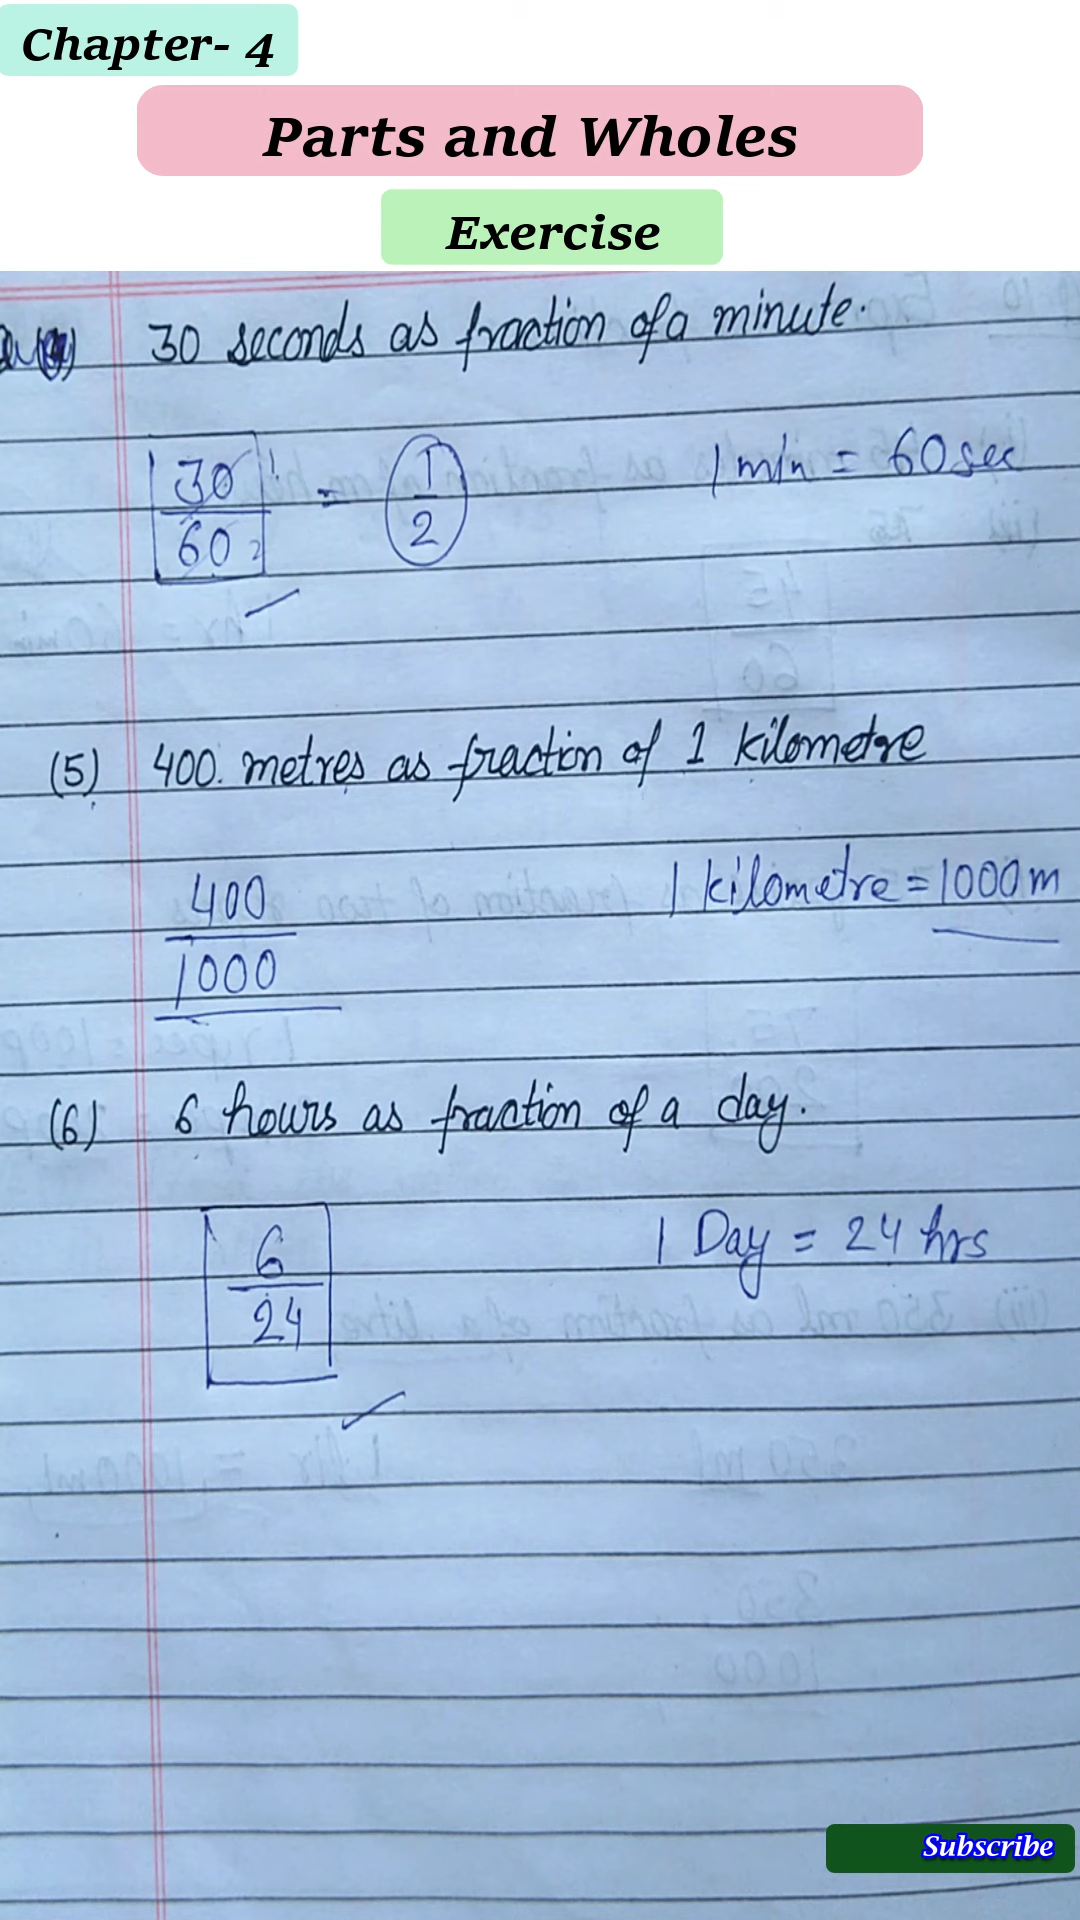 Chapter- 4
Parts and Wholes
Exercise
30 seconds as fraction of a minute.
30/60 = 1/2
1 min = 60 sec
(5) 400. metres as fraction of 1 kilometre
400/1000
1 kilometre = 1000m
(6) 6 hours as fraction of a day.
6/24
1 Day = 24 hrs
Subscribe